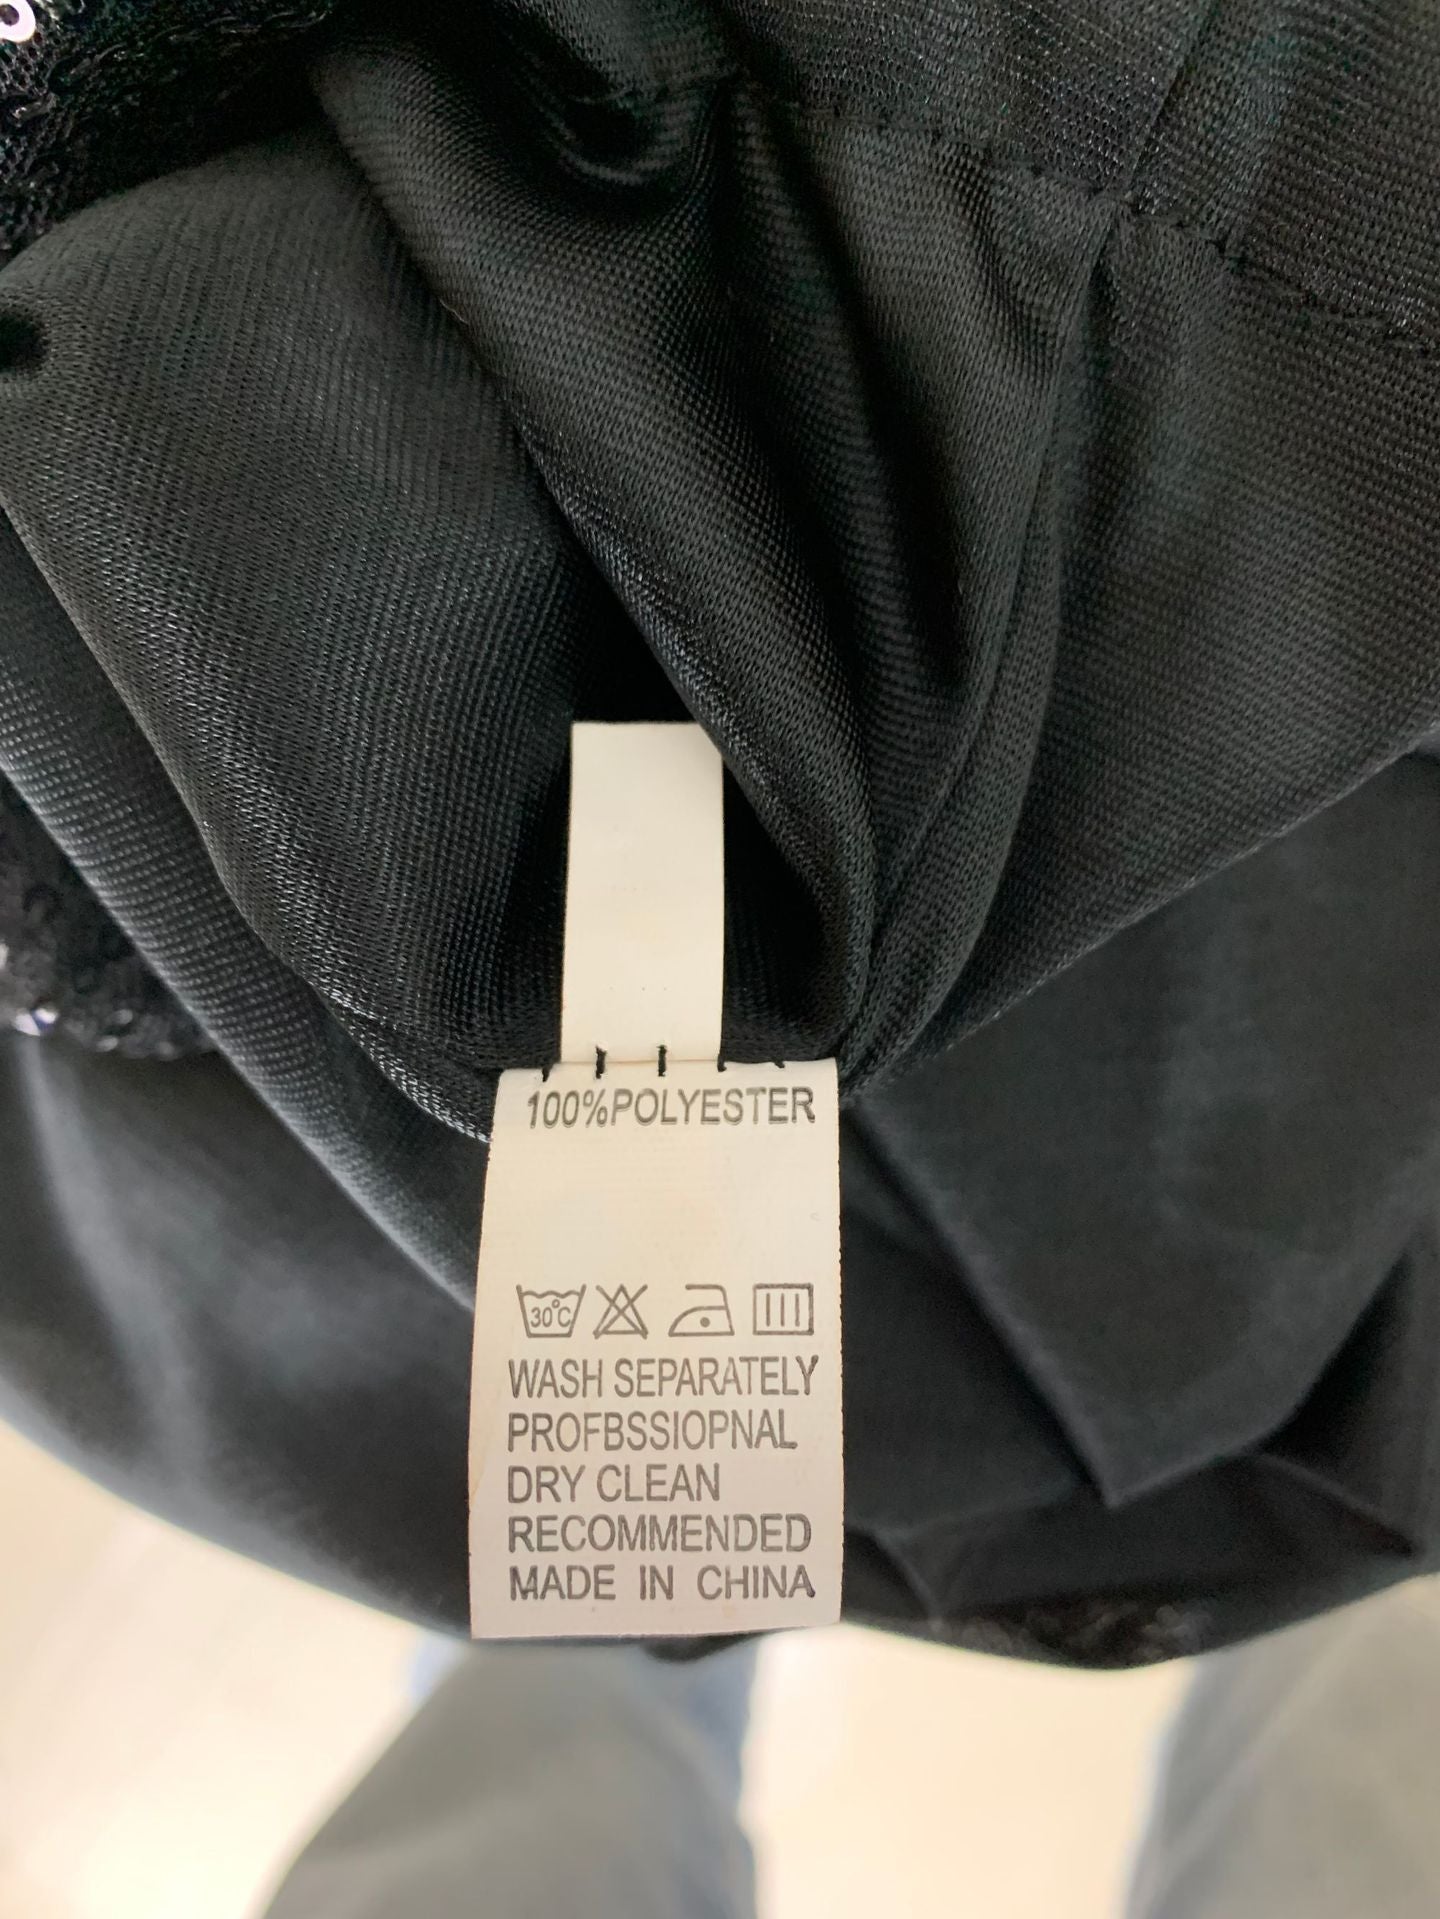 100%POLYESTER
30°C
WASH SEPARATELY
PROFBSSIOPNAL
DRY CLEAN
RECOMMENDED
MADE IN CHINA